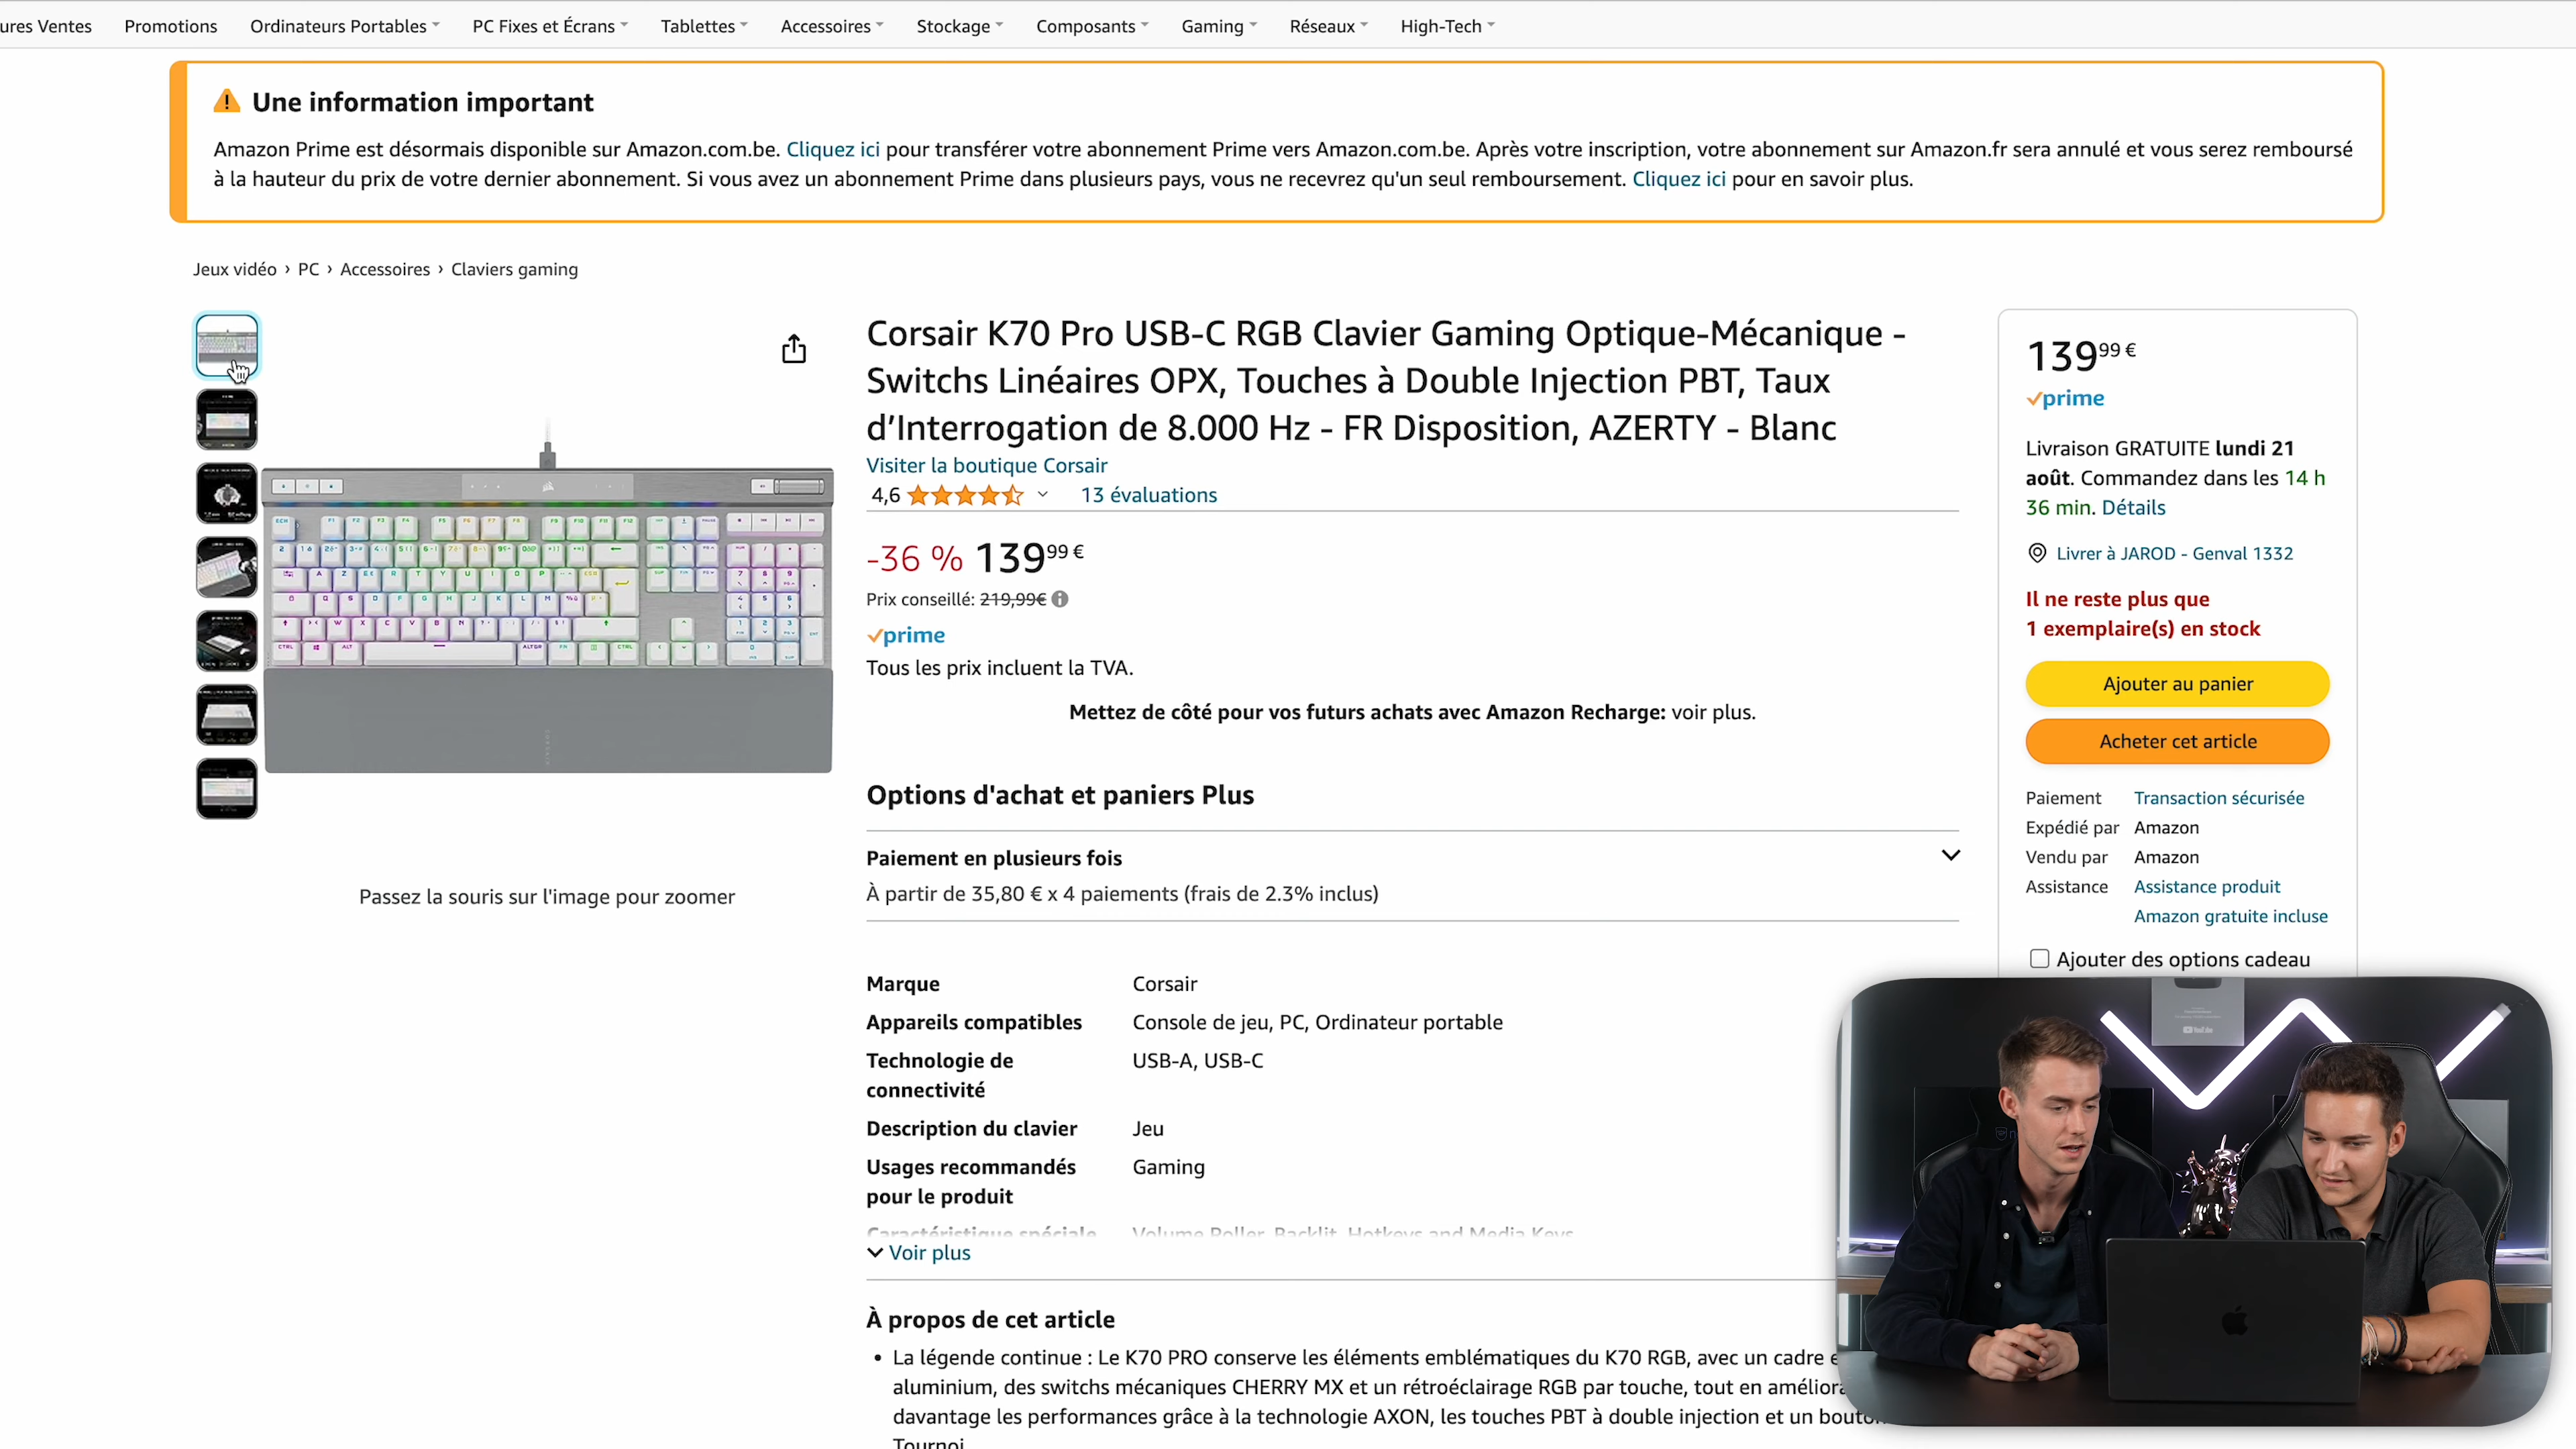 ures Ventes Promotions Ordinateurs Portables PC Fixes et Écrans Tablettes Accessoires Stockage Composants Gaming Réseaux High-Tech
Une information important
Amazon Prime est désormais disponible sur Amazon.com.be. Cliquez ici pour transférer votre abonnement Prime vers Amazon.com.be. Après votre inscription, votre abonnement sur Amazon.fr sera annulé et vous serez remboursé
à la hauteur du prix de votre dernier abonnement. Si vous avez un abonnement Prime dans plusieurs pays, vous ne recevrez qu'un seul remboursement. Cliquez ici pour en savoir plus.
Jeux vidéo › PC › Accessoires › Claviers gaming
Passez la souris sur l'image pour zoomer
Corsair K70 Pro USB-C RGB Clavier Gaming Optique-Mécanique -
Switchs Linéaires OPX, Touches à Double Injection PBT, Taux
d’Interrogation de 8.000 Hz - FR Disposition, AZERTY - Blanc
Visiter la boutique Corsair
4,6 13 évaluations
-36 % 139 99 €
Prix conseillé: 219,99€
prime
Tous les prix incluent la TVA.
Mettez de côté pour vos futurs achats avec Amazon Recharge: voir plus.
Options d'achat et paniers Plus
Paiement en plusieurs fois
À partir de 35,80 € x 4 paiements (frais de 2.3% inclus)
Marque Corsair
Appareils compatibles Console de jeu, PC, Ordinateur portable
Technologie de USB-A, USB-C
connectivité
Description du clavier Jeu
Usages recommandés Gaming
pour le produit
Caractéristique spéciale Volume Roller, Backlit, Hotkeys and Media Keys
Voir plus
À propos de cet article
• La légende continue : Le K70 PRO conserve les éléments emblématiques du K70 RGB, avec un cadre e
aluminium, des switchs mécaniques CHERRY MX et un rétroéclairage RGB par touche, tout en améliora
davantage les performances grâce à la technologie AXON, les touches PBT à double injection et un bouton
Tournoi
139 99 €
prime
Livraison GRATUITE lundi 21
août. Commandez dans les 14 h
36 min. Détails
Livrer à JAROD - Genval 1332
Il ne reste plus que
1 exemplaire(s) en stock
Ajouter au panier
Acheter cet article
Paiement Transaction sécurisée
Expédié par Amazon
Vendu par Amazon
Assistance Assistance produit
Amazon gratuite incluse
Ajouter des options cadeau
YouTube